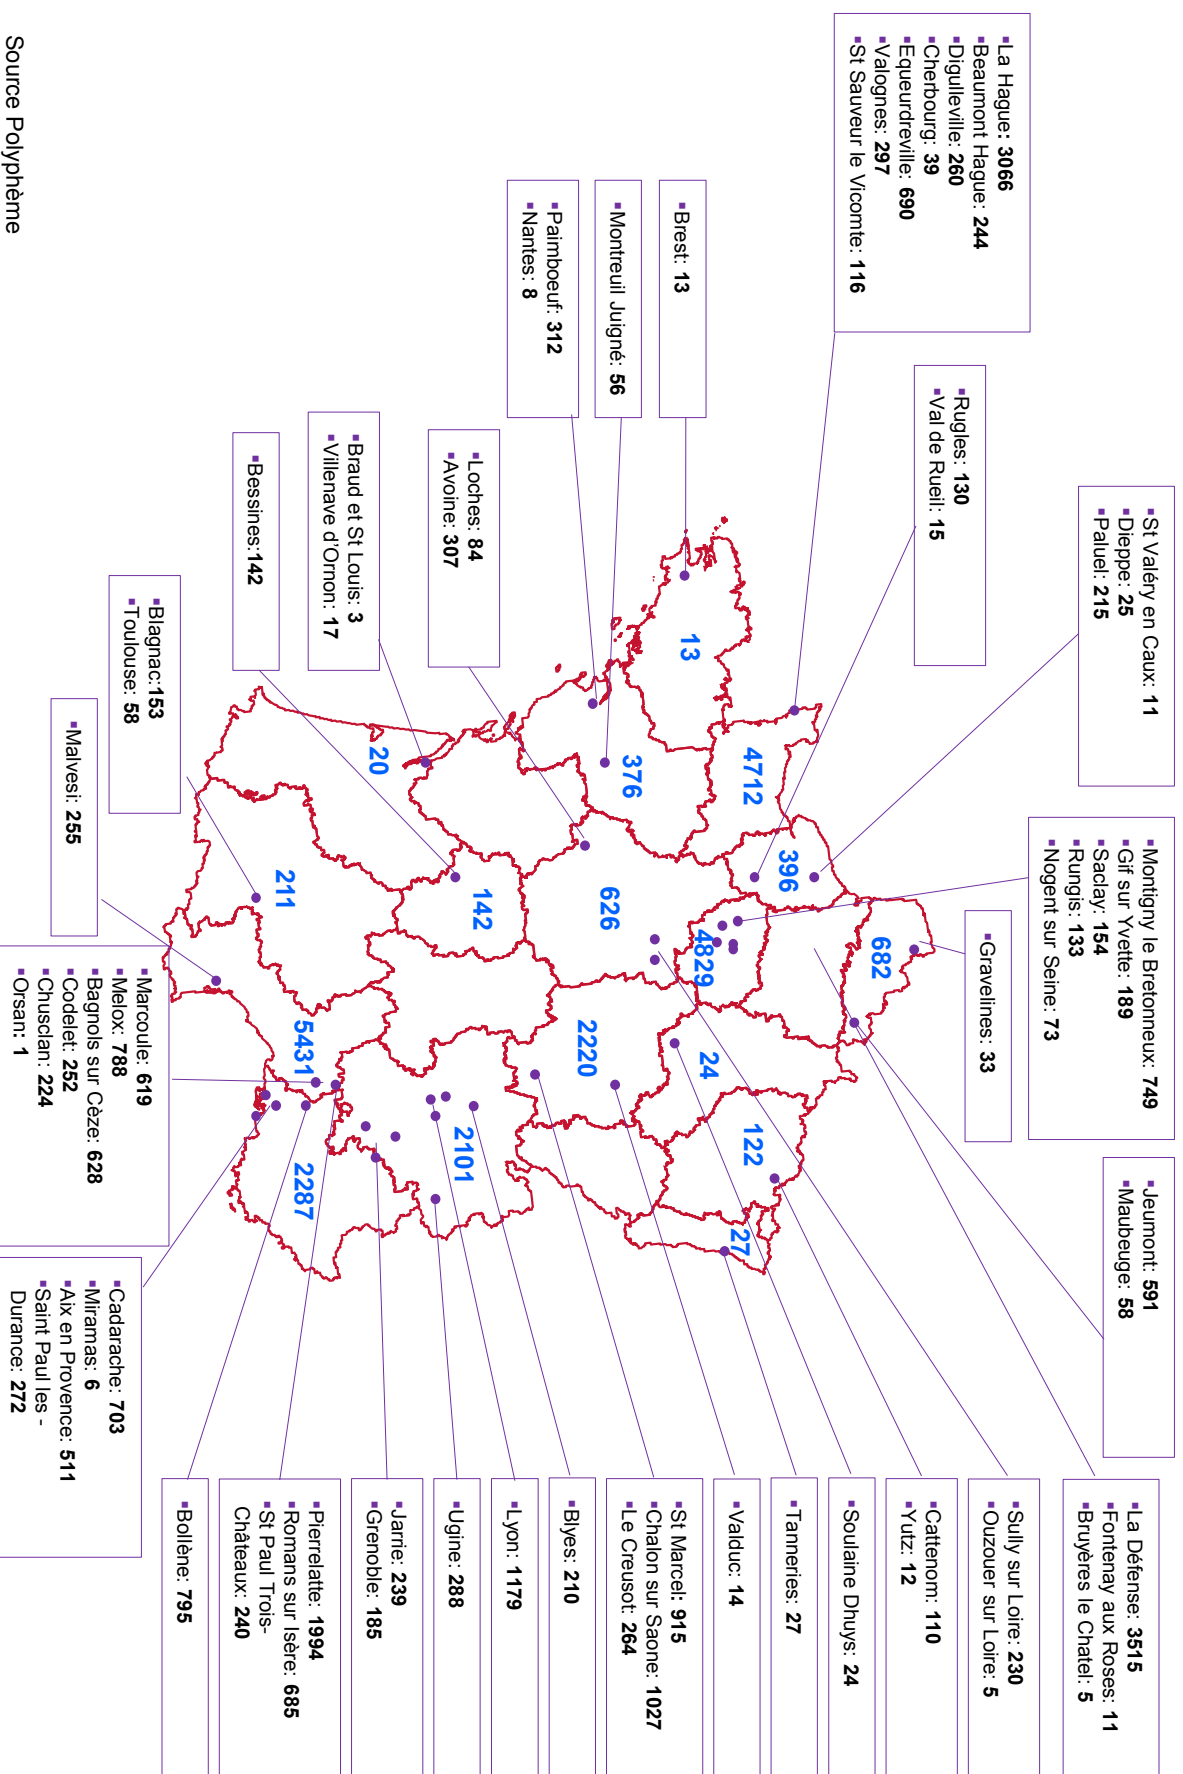 ▪St Valéry en Caux: 11
▪Dieppe: 25
▪Paluel: 215
▪Montigny le Bretonneux: 749
▪Gif sur Yvette: 189
▪Saclay: 154
▪Rungis: 133
▪Nogent sur Seine: 73
▪Jeumont: 591
▪Maubeuge: 58
▪La Défense: 3515
▪Fontenay aux Roses: 11
▪Bruyères le Chatel: 5
▪La Hague: 3066
▪Beaumont Hague: 244
▪Digulleville: 260
▪Cherbourg: 39
▪Equeurdreville: 690
▪Valognes: 297
▪St Sauveur le Vicomte: 116
▪Rugles: 130
▪Val de Rueil: 15
▪Gravelines: 33
▪Sully sur Loire: 230
▪Ouzouer sur Loire: 5
▪Cattenom: 110
▪Yutz: 12
▪Soulaine Dhuys: 24
▪Tanneries: 27
▪Valduc: 14
▪Brest: 13
▪Montreuil Juigné: 56
▪Paimboeuf: 312
▪Nantes: 8
▪St Marcel: 915
▪Chalon sur Saone: 1027
▪Le Creusot: 264
▪Blyes: 210
▪Lyon: 1179
▪Ugine: 288
▪Loches: 84
▪Avoine: 307
▪Braud et St Louis: 3
▪Villenave d'Ornon: 17
▪Bessines:142
▪Jarrie: 239
▪Grenoble: 185
▪Pierrelatte: 1994
▪Romans sur Isère: 685
▪St Paul Trois-
Châteaux: 240
▪Bollène: 795
▪Blagnac:153
▪Toulouse: 58
▪Malvesi: 255
▪Marcoule: 619
▪Melox: 788
▪Bagnols sur Cèze: 628
▪Codelet: 252
▪Chusclan: 224
▪Orsan: 1
▪Cadarache: 703
▪Miramas: 6
▪Aix en Provence: 511
▪Saint Paul les -
Durance: 272
682
396
4712
13
4829
122
27
24
376
626
2220
142
20
2101
211
5431
2287
Source Polyphème